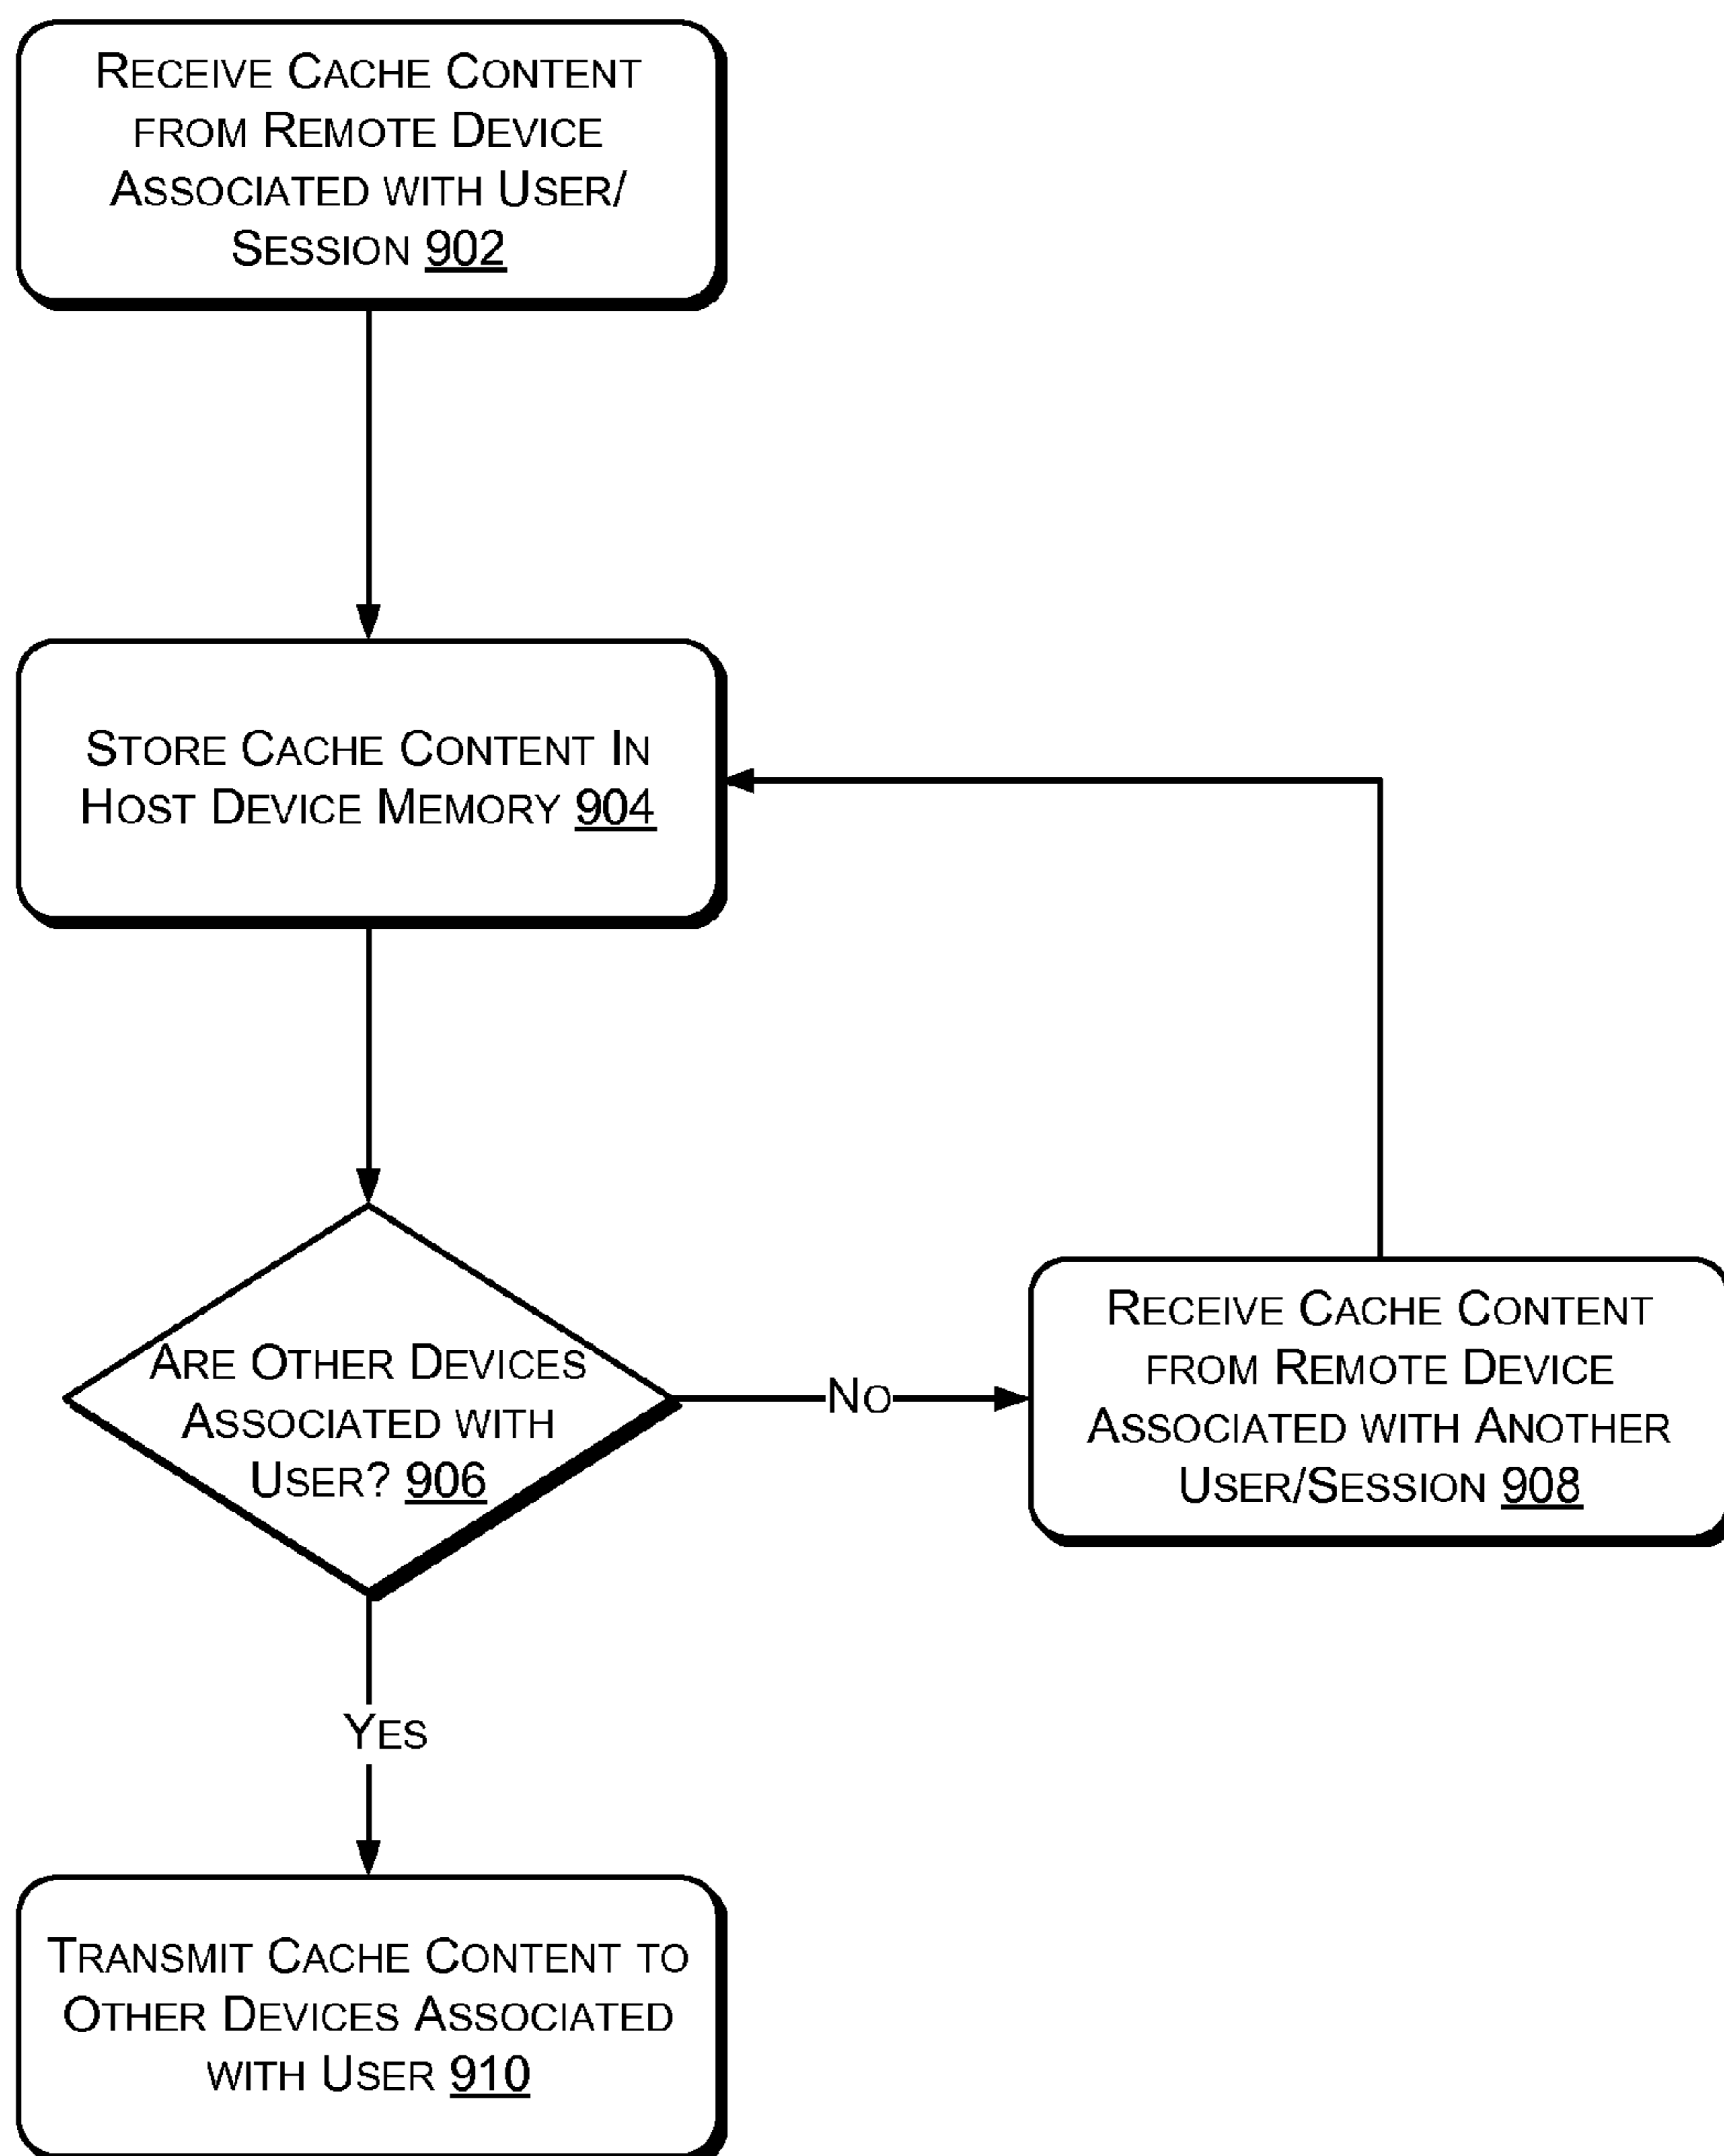 RECEIVE CACHE CONTENT
FROM REMOTE DEVICE
ASSOCIATED WITH USER/
SESSION 902
STORE CACHE CONTENT IN
HOST DEVICE MEMORY 904
ARE OTHER DEVICES
ASSOCIATED WITH
USER? 906
NO
RECEIVE CACHE CONTENT
FROM REMOTE DEVICE
ASSOCIATED WITH ANOTHER
USER/SESSION 908
YES
TRANSMIT CACHE CONTENT TO
OTHER DEVICES ASSOCIATED
WITH USER 910